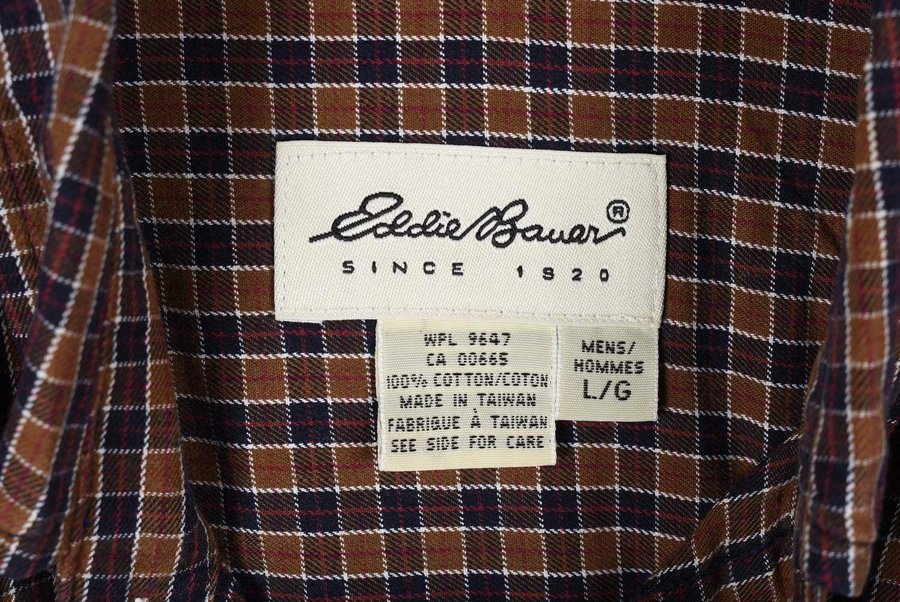 Eddie Bauer®
SINCE 1920
WPL 9647
CA 00665
100% COTTON/COTON
MADE IN TAIWAN
FABRIQUE À TAIWAN
SEE SIDE FOR CARE
MENS/
HOMMES
L/G